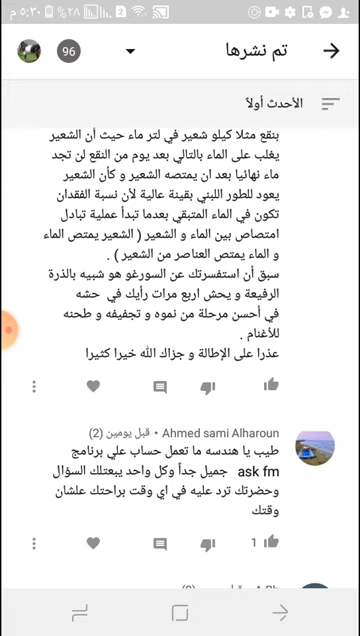 ٥:٣٠ م ٢٨% 2
تم نشرها 96
الأحدث أولاً
بنقع مثلا كيلو شعير في لتر ماء حيث أن الشعير
يغلب على الماء بالتالي بعد يوم من النقع لن تجد
ماء نهائيا بعد ان يمتصه الشعير و كأن الشعير
يعود للطور اللبني بقينة عالية لأن نسبة الفقدان
تكون في الماء المتبقي بعدما تبدأ عملية تبادل
امتصاص بين الماء و الشعير ( الشعير يمتص الماء
و الماء يمتص العناصر من الشعير ) .
سبق أن استفسرتك عن السورغو هو شبيه بالذرة
الرفيعة و يحش اربع مرات رأيك في حشه
في أحسن مرحلة من نموه و تجفيفه و طحنه
للأغنام .
عذرا على الإطالة و جزاك الله خيرا كثيرا
Ahmed sami Alharoun • قبل يومين (2)
طيب يا هندسه ما تعمل حساب علي برنامج
ask fm جميل جداً وكل واحد يبعتلك السؤال
وحضرتك ترد عليه في اي وقت براحتك علشان
وقتك
1